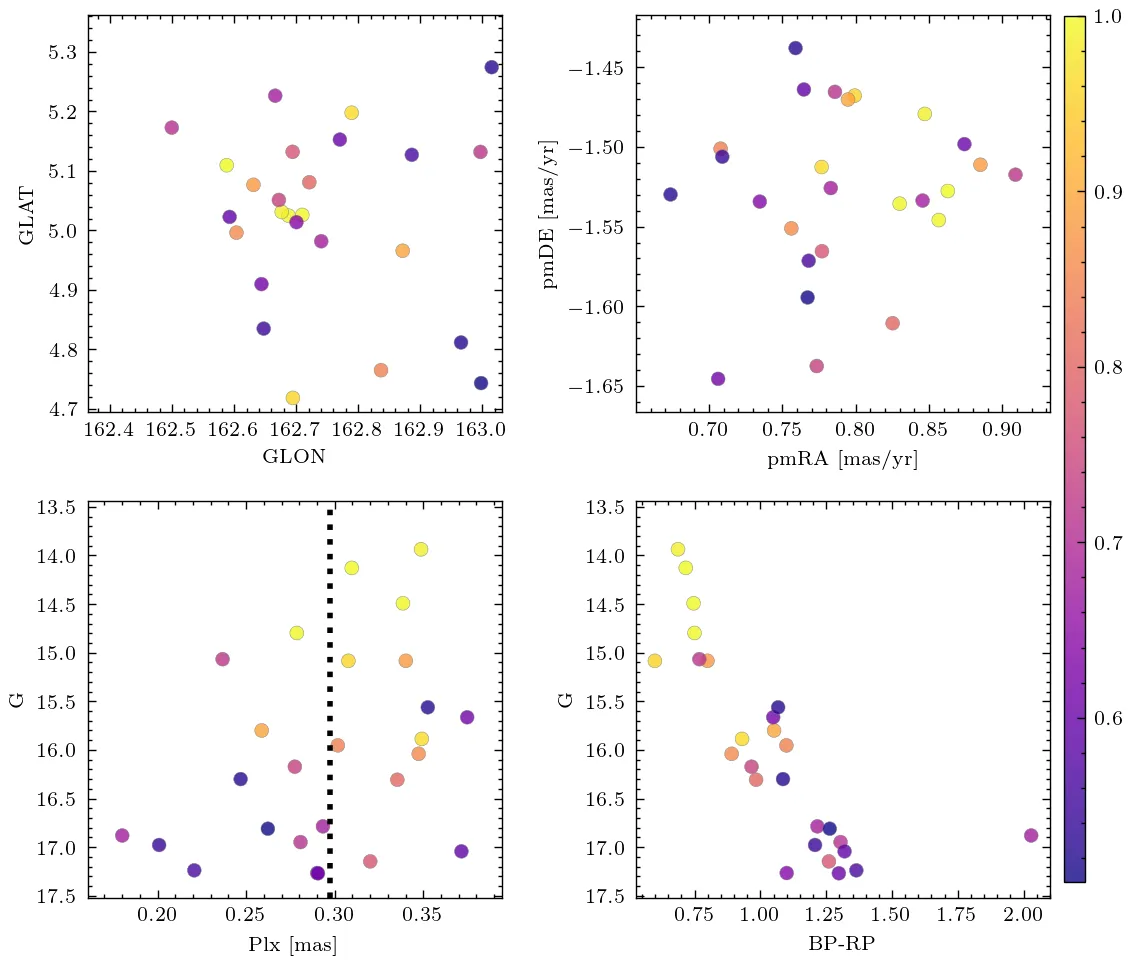 5.3
5.2
5.1
5.0
4.9
4.8
4.7
GLAT
162.4 162.5 162.6 162.7 162.8 162.9 163.0
GLON
−1.45
−1.50
−1.55
−1.60
−1.65
pmDE [mas/yr]
0.70 0.75 0.80 0.85 0.90
pmRA [mas/yr]
13.5
14.0
14.5
15.0
15.5
16.0
16.5
17.0
17.5
G
0.20 0.25 0.30 0.35
Plx [mas]
13.5
14.0
14.5
15.0
15.5
16.0
16.5
17.0
17.5
G
0.75 1.00 1.25 1.50 1.75 2.00
BP-RP
1.0
0.9
0.8
0.7
0.6